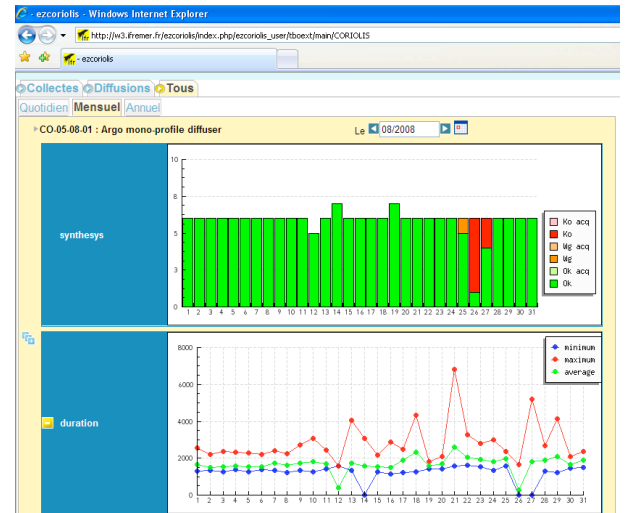 - ezcoriolis - Windows Internet Explorer
http://w3.ifremer.fr/ezcoriolis/index.php/ezcoriolis_user/tboext/main/CORIOLIS
- ezcoriolis
Collectes Diffusions Tous
Quotidien Mensuel Annuel
CO-05-08-01 : Argo mono-profile diffuser Le 08/2008
synthesys
10
8
5
3
0
1 2 3 4 5 6 7 8 9 10 11 12 13 14 15 16 17 18 19 20 21 22 23 24 25 26 27 28 29 30 31
Ko acq
Ko
Wg acq
Wg
Ok acq
Ok
duration
8000
6000
4000
2000
0
1 2 3 4 5 6 7 8 9 10 11 12 13 14 15 16 17 18 19 20 21 22 23 24 25 26 27 28 29 30 31
minimum
maximum
average